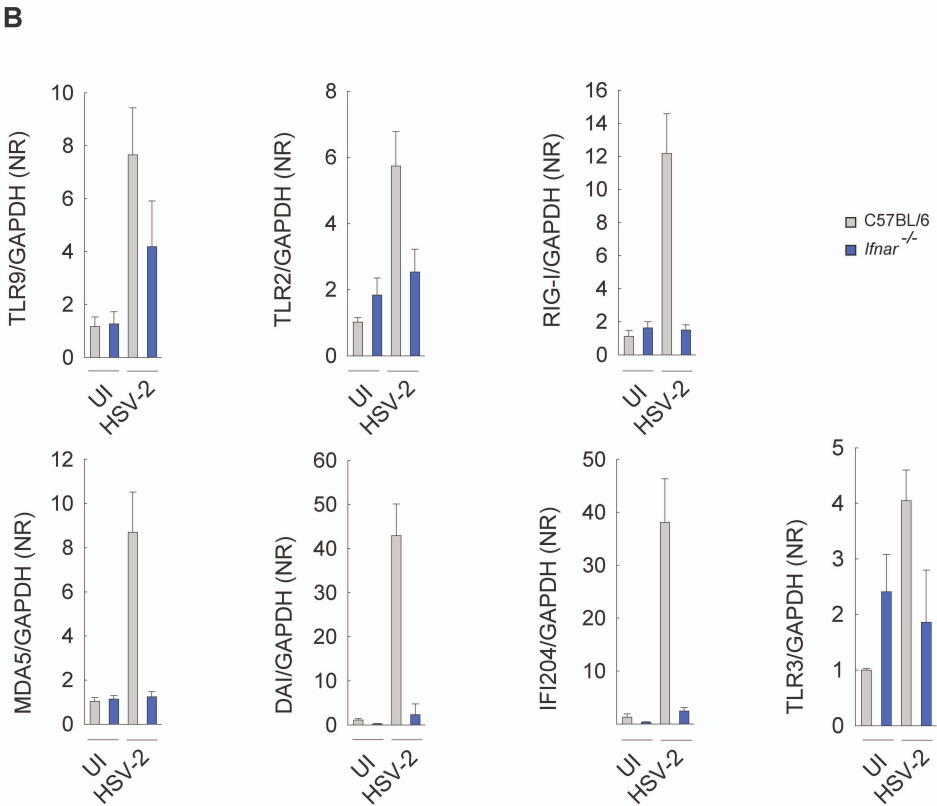 B
TLR9/GAPDH (NR)
10
8
6
4
2
0
UI
HSV-2
TLR2/GAPDH (NR)
8
6
4
2
0
UI
HSV-2
RIG-I/GAPDH (NR)
16
14
12
10
8
6
4
2
0
UI
HSV-2
C57BL/6
Ifnar -/-
MDA5/GAPDH (NR)
12
10
8
6
4
2
0
UI
HSV-2
DAI/GAPDH (NR)
60
50
40
30
20
10
0
UI
HSV-2
IFI204/GAPDH (NR)
50
40
30
20
10
UI
HSV-2
TLR3/GAPDH (NR)
5
4
3
2
1
0
UI
HSV-2